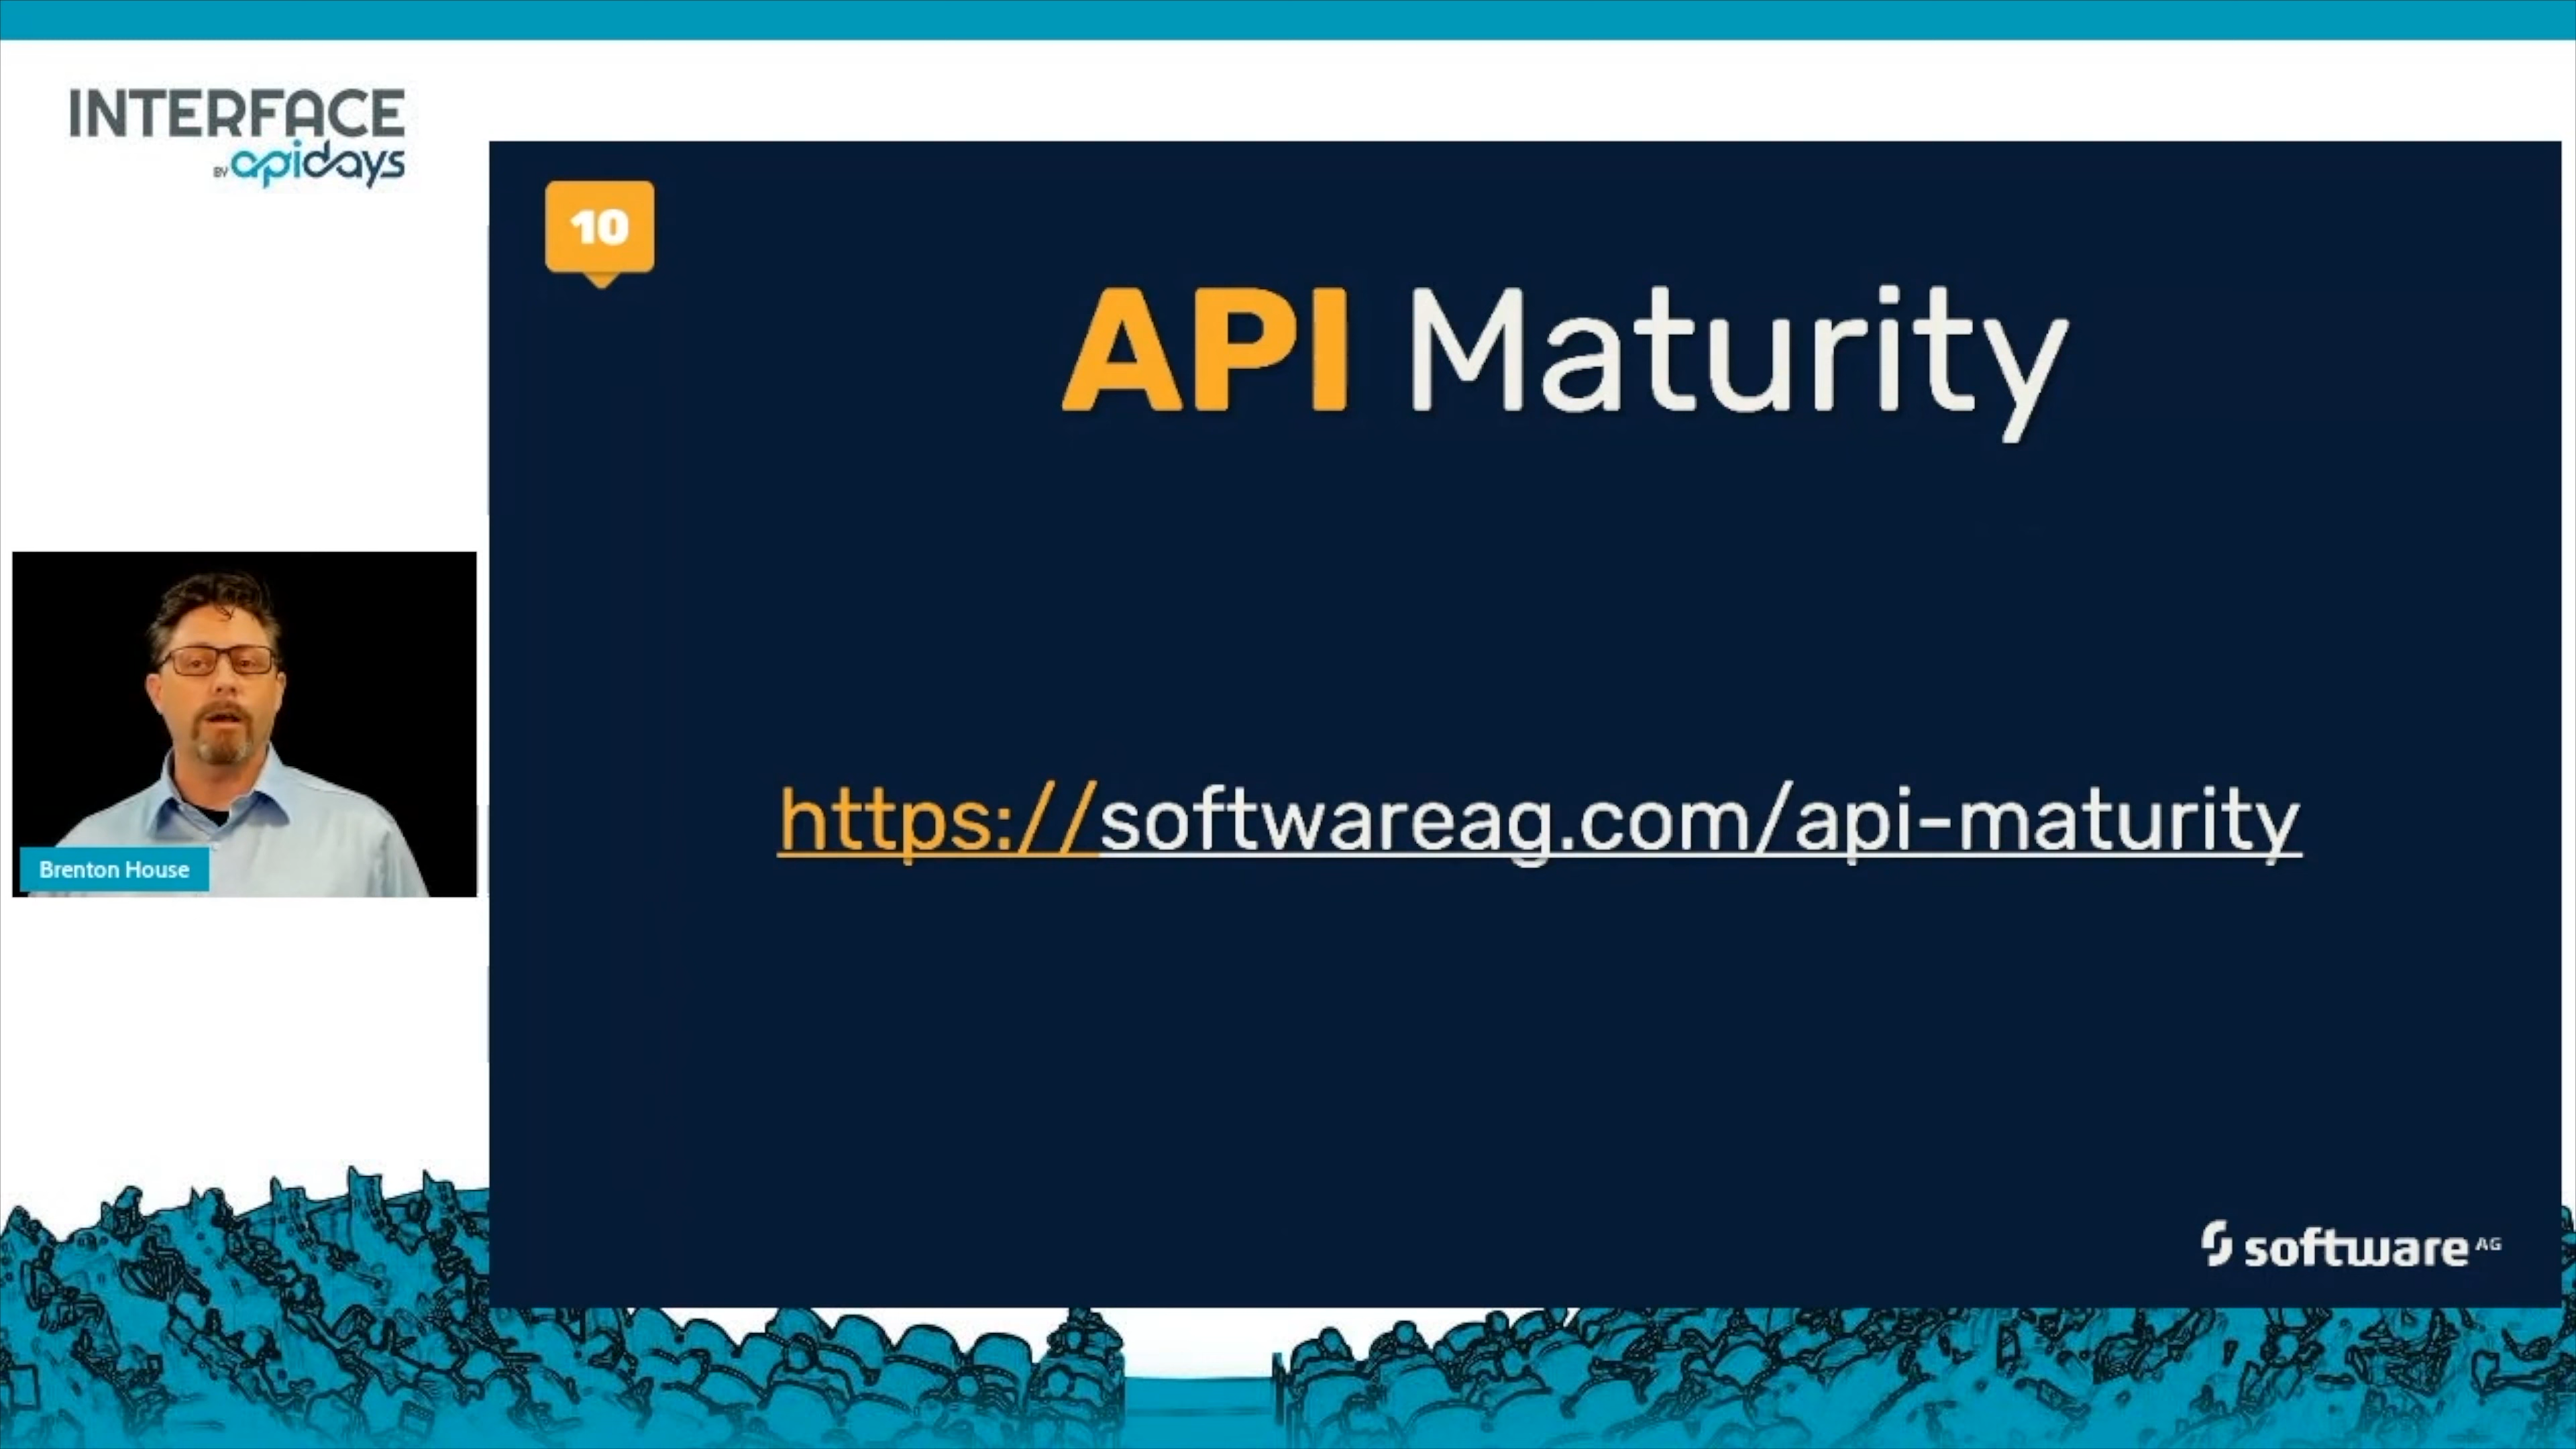 INTERFACE
BY apidays
10
API Maturity
https://softwareag.com/api-maturity
Brenton House
software AG